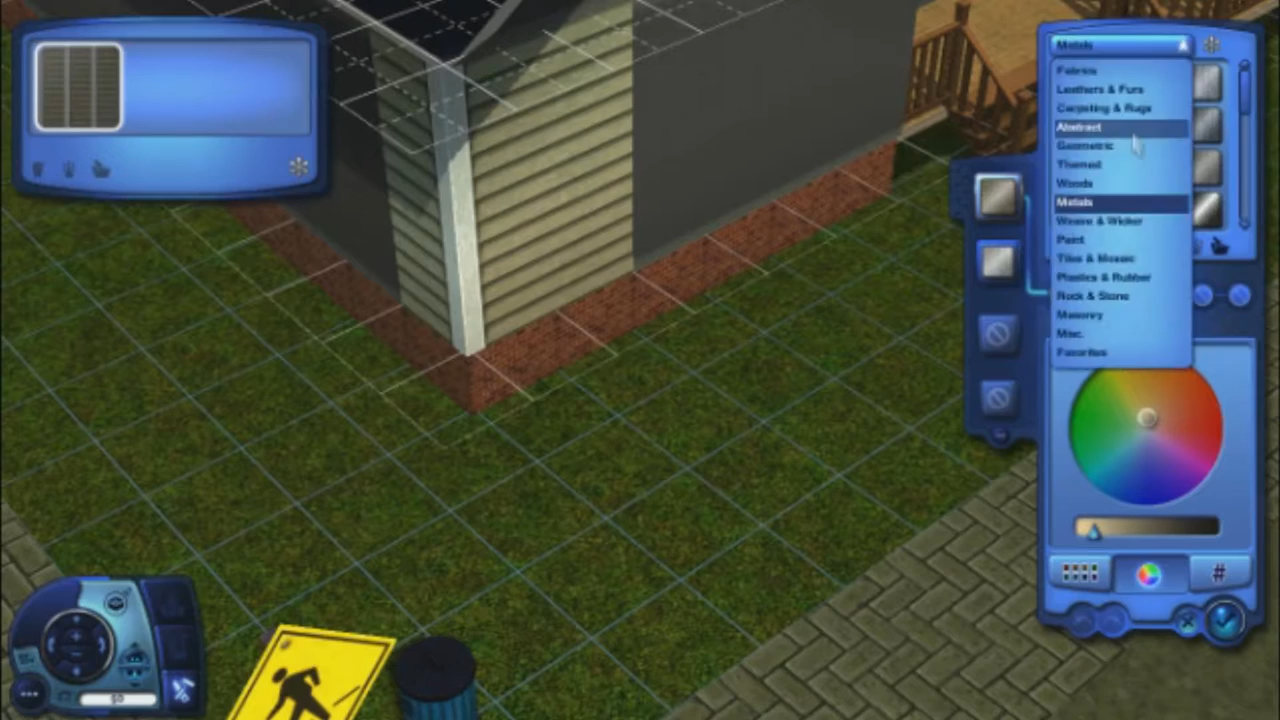 Metals
Fabrics
Leathers & Furs
Carpeting & Rugs
Abstract
Geometric
Themed
Woods
Metals
Weave & Wicker
Paint
Tiles & Mosaic
Plastics & Rubber
Rock & Stone
Masonry
Misc.
Favorites
#